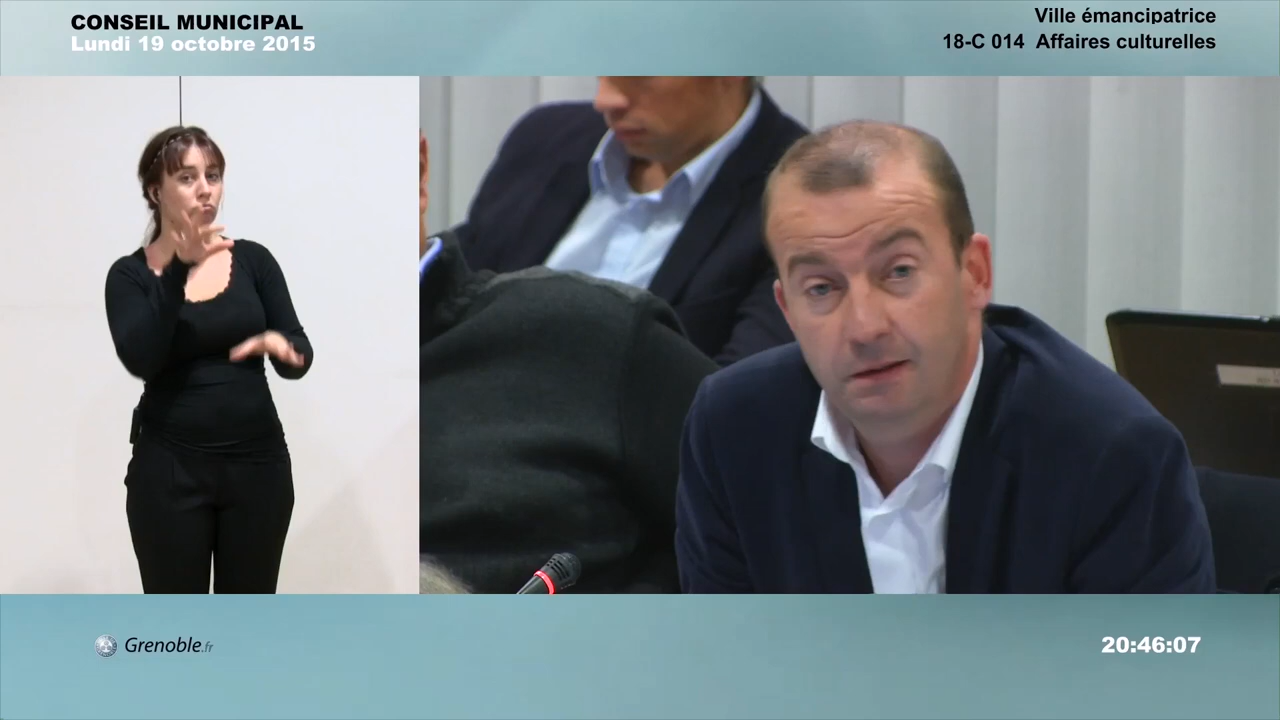 CONSEIL MUNICIPAL
Lundi 19 octobre 2015
Ville émancipatrice
18-C 014 Affaires culturelles
Grenoble.fr
20:46:07